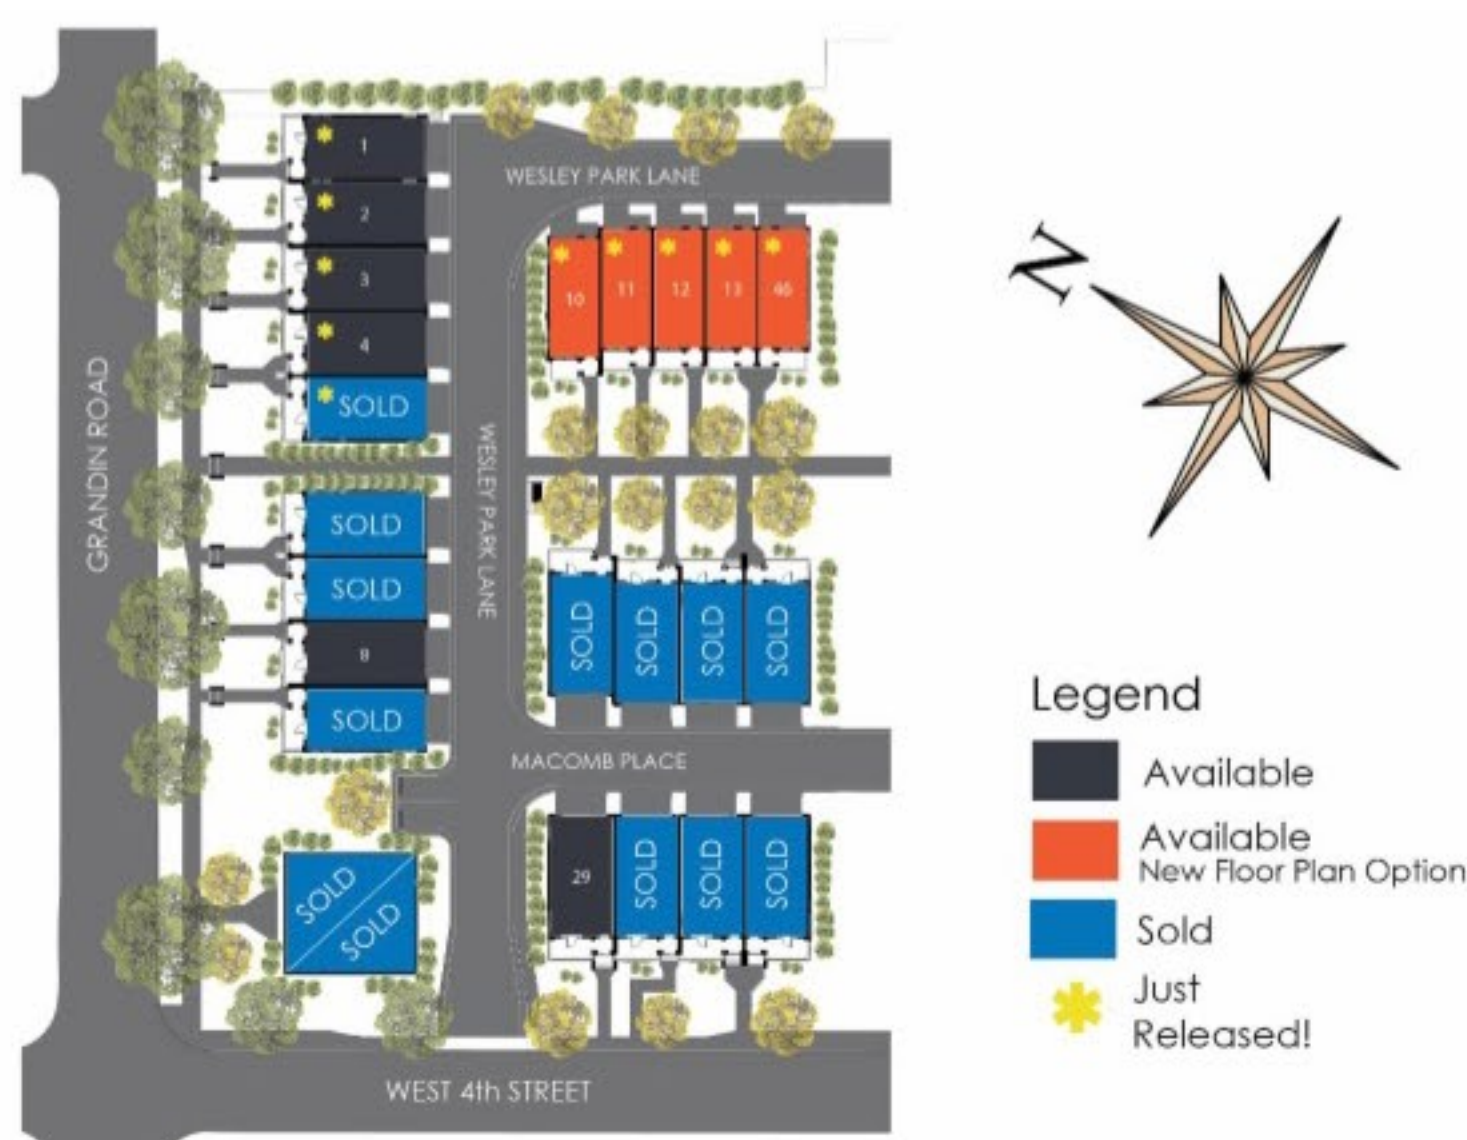 1
2
3
4
SOLD
SOLD
SOLD
8
SOLD
SOLD
SOLD
GRANDIN ROAD
WESLEY PARK LANE
WESLEY PARK LANE
10
11
12
13
46
SOLD
SOLD
SOLD
SOLD
MACOMB PLACE
29
SOLD
SOLD
SOLD
WEST 4th STREET
N
Legend
Available
Available
New Floor Plan Option
Sold
Just
Released!